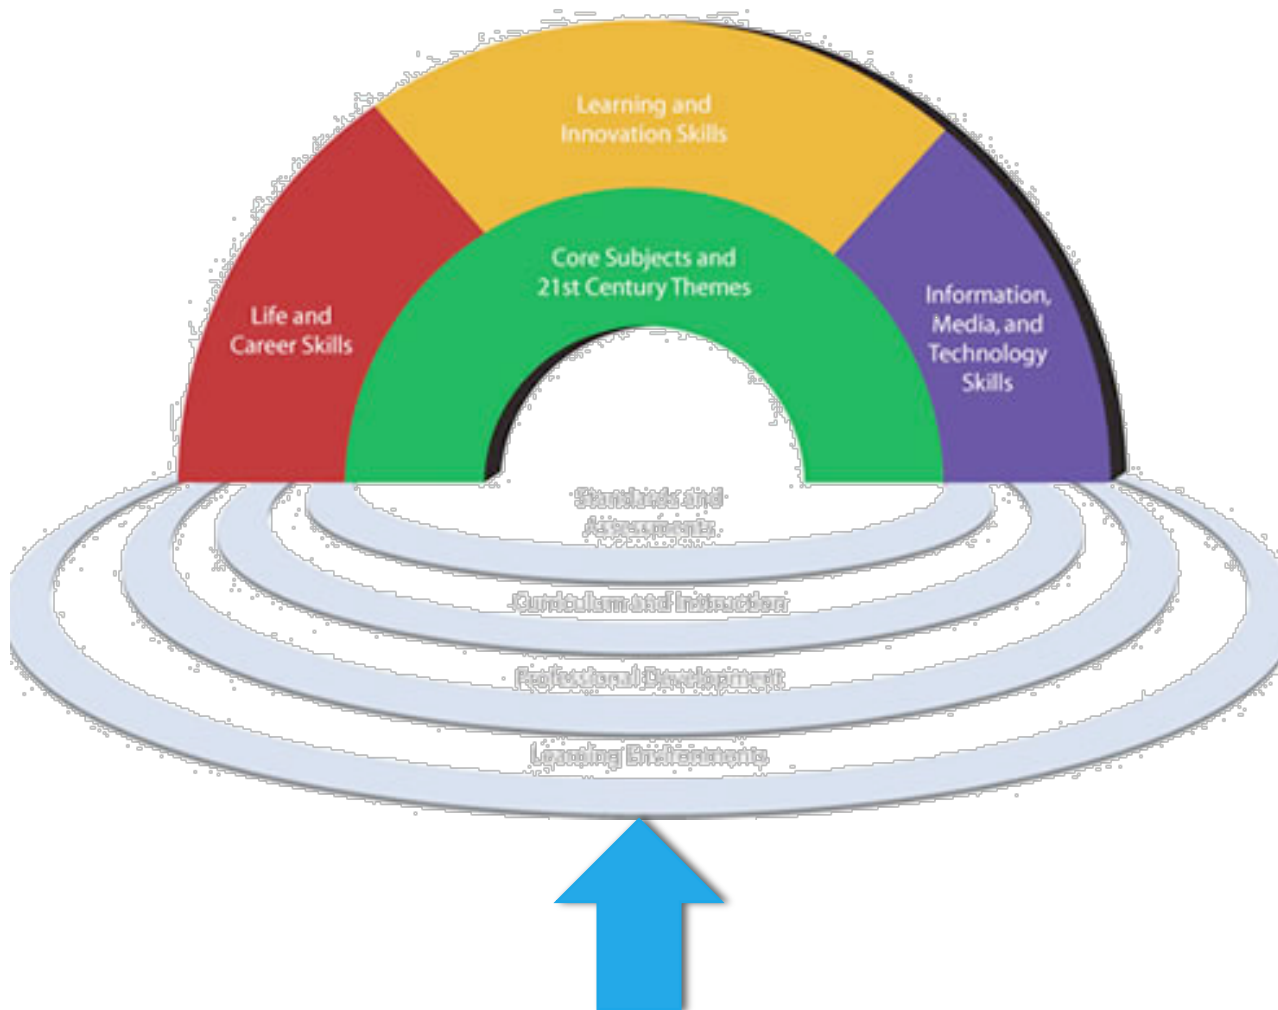 Learning and
Innovation Skills
Core Subjects and
21st Century Themes
Life and
Career Skills
Information,
Media, and
Technology
Skills
Standards and
Assessments
Curriculum and Instruction
Professional Development
Learning Environments